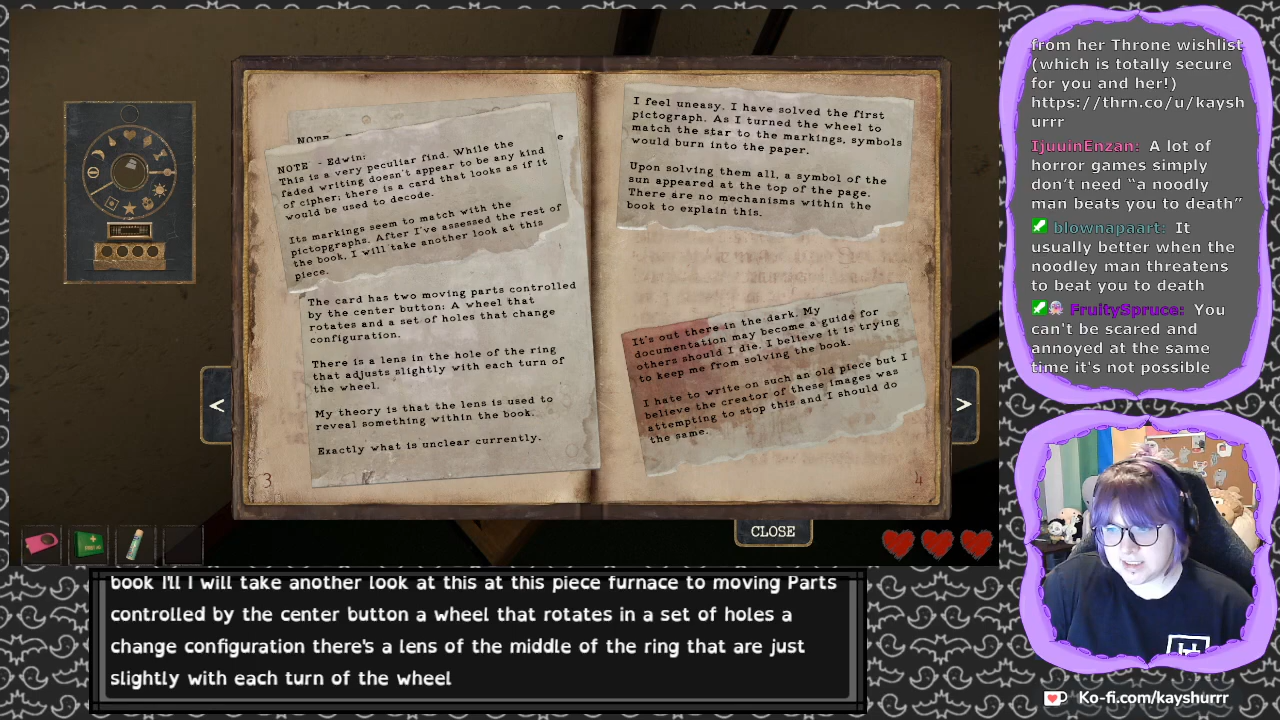 NOTE
e
NOTE - Edwin:
This is a very peculiar find. While the
faded writing doesn't appear to be any kind
of cipher; there is a card that looks as if it
would be used to decode.
Its markings seem to match with the
pictopgraphs. After I've assessed the rest of
the book, I will take another look at this
piece.
The card has two moving parts controlled
by the center button: A wheel that
rotates and a set of holes that change
configuration.
There is a lens in the hole of the ring
that adjusts slightly with each turn of
the wheel.
My theory is that the lens is used to
reveal something within the book.
Exactly what is unclear currently.
3
I feel uneasy. I have solved the first
pictograph. As I turned the wheel to
match the star to the markings, symbols
would burn into the paper.
Upon solving them all, a symbol of the
sun appeared at the top of the page.
There are no mechanisms within the
book to explain this.
It's out there in the dark. My
documentation may become a guide for
others should I die. I believe it is trying
to keep me from solving the book.
I hate to write on such an old piece but I
believe the creator of these images was
attempting to stop this and I should do
the same.
4
<
>
CLOSE
book I'll I will take another look at this at this piece furnace to moving Parts
controlled by the center button a wheel that rotates in a set of holes a
change configuration there's a lens of the middle of the ring that are just
slightly with each turn of the wheel
from her Throne wishlist
(which is totally secure
for you and her!)
https://thrn.co/u/kaysh
urrr
IjuuinEnzan: A lot of
horror games simply
don't need “a noodly
man beats you to death”
blownapaart: It
usually better when the
noodley man threatens
to beat you to death
FruitySpruce: You
can't be scared and
annoyed at the same
time it's not possible
Ko-fi.com/kayshurrr